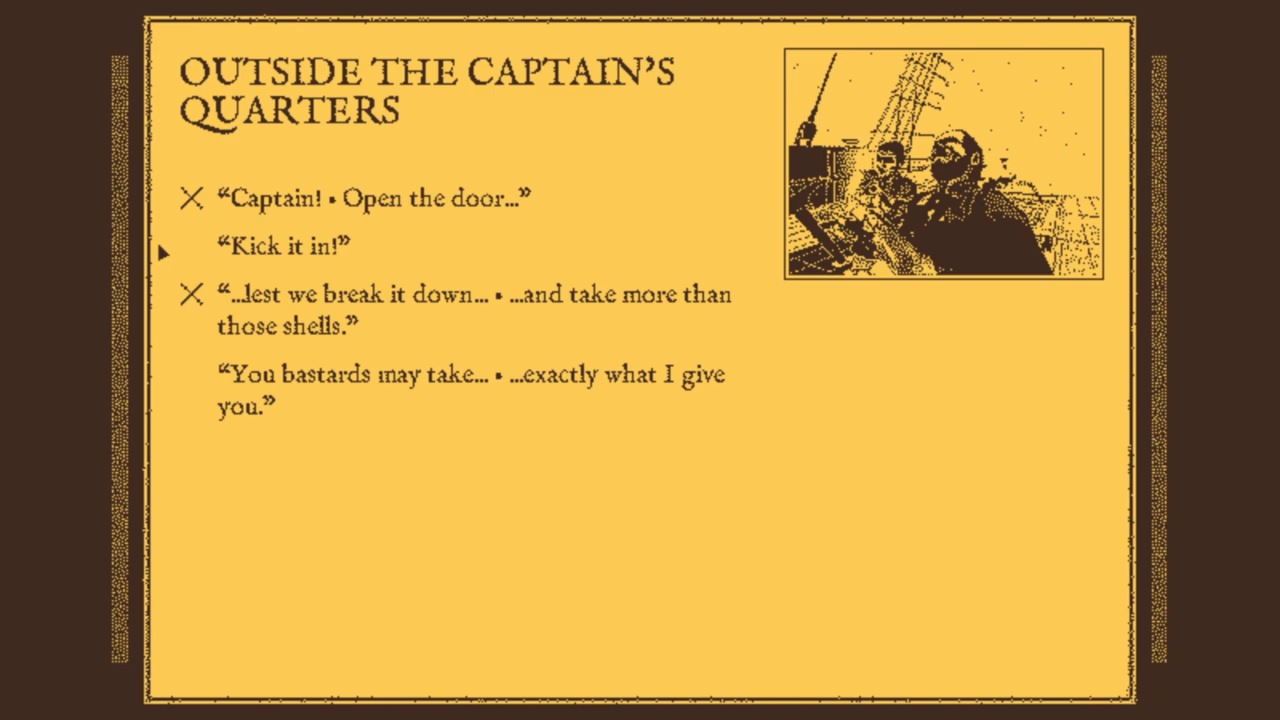 OUTSIDE THE CAPTAIN'S
QUARTERS
“Captain! • Open the door...”
“Kick it in!”
“...lest we break it down... • ...and take more than
those shells.”
“You bastards may take... • ...exactly what I give
you.”